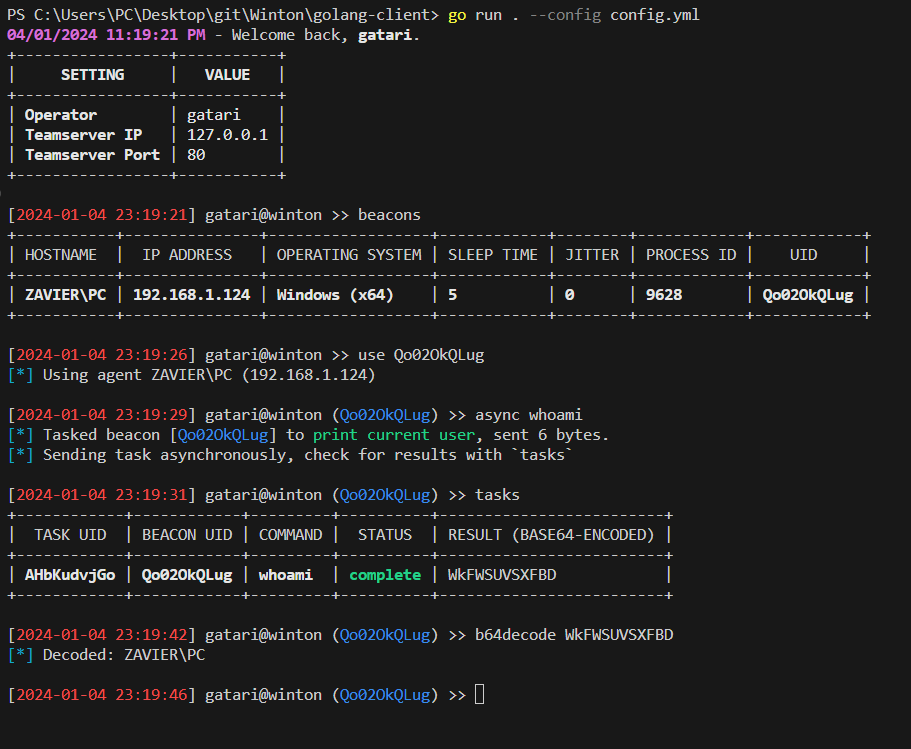 PS C:\Users\PC\Desktop\git\Winton\golang-client> go run . --config config.yml
04/01/2024 11:19:21 PM - Welcome back, gatari.
+-----------------+-----------+
|     SETTING     |   VALUE   |
+-----------------+-----------+
| Operator        | gatari    |
| Teamserver IP   | 127.0.0.1 |
| Teamserver Port | 80        |
+-----------------+-----------+
[2024-01-04 23:19:21] gatari@winton >> beacons
+------------+---------------+------------------+------------+--------+------------+------------+
| HOSTNAME  |  IP ADDRESS   | OPERATING SYSTEM | SLEEP TIME | JITTER | PROCESS ID |    UID     |
+------------+---------------+------------------+------------+--------+------------+------------+
| ZAVIER\PC | 192.168.1.124 | Windows (x64)    | 5          | 0      | 9628       | Qo02OkQLug |
+------------+---------------+------------------+------------+--------+------------+------------+
[2024-01-04 23:19:26] gatari@winton >> use Qo02OkQLug
[*] Using agent ZAVIER\PC (192.168.1.124)
[2024-01-04 23:19:29] gatari@winton (Qo02OkQLug) >> async whoami
[*] Tasked beacon [Qo02OkQLug] to print current user, sent 6 bytes.
[*] Sending task asynchronously, check for results with `tasks`
[2024-01-04 23:19:31] gatari@winton (Qo02OkQLug) >> tasks
+------------+------------+---------+----------+-------------------------+
|  TASK UID  | BEACON UID | COMMAND |  STATUS  | RESULT (BASE64-ENCODED) |
+------------+------------+---------+----------+-------------------------+
| AHbKudvjGo | Qo02OkQLug | whoami  | complete | WkFWSUVSXFBD            |
+------------+------------+---------+----------+-------------------------+
[2024-01-04 23:19:42] gatari@winton (Qo02OkQLug) >> b64decode WkFWSUVSXFBD
[*] Decoded: ZAVIER\PC
[2024-01-04 23:19:46] gatari@winton (Qo02OkQLug) >>